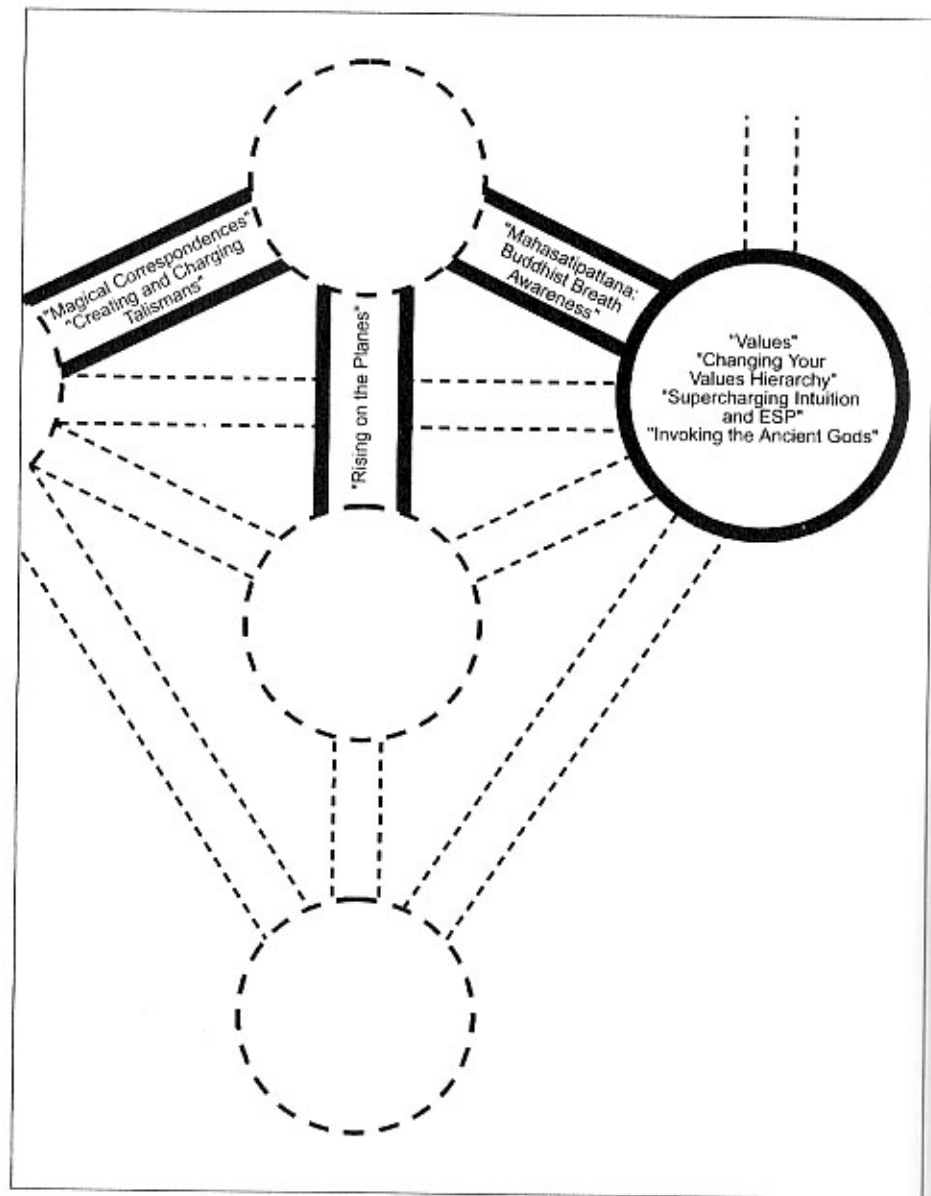 "Magical Correspondences"
"Creating and Charging
Talismans"
"Rising on the Planes"
"Mahasatipattana:
Buddhist Breath
Awareness"
"Values"
"Changing Your
Values Hierarchy"
"Supercharging Intuition
and ESP"
"Invoking the Ancient Gods"